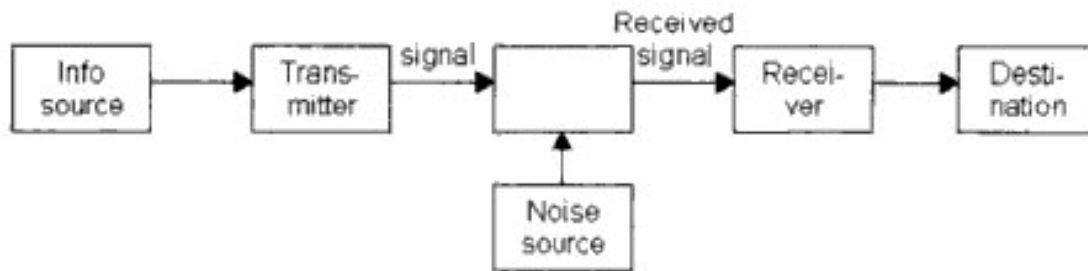 Info
source
Trans-
mitter
signal
Received
signal
Recei-
ver
Desti-
nation
Noise
source